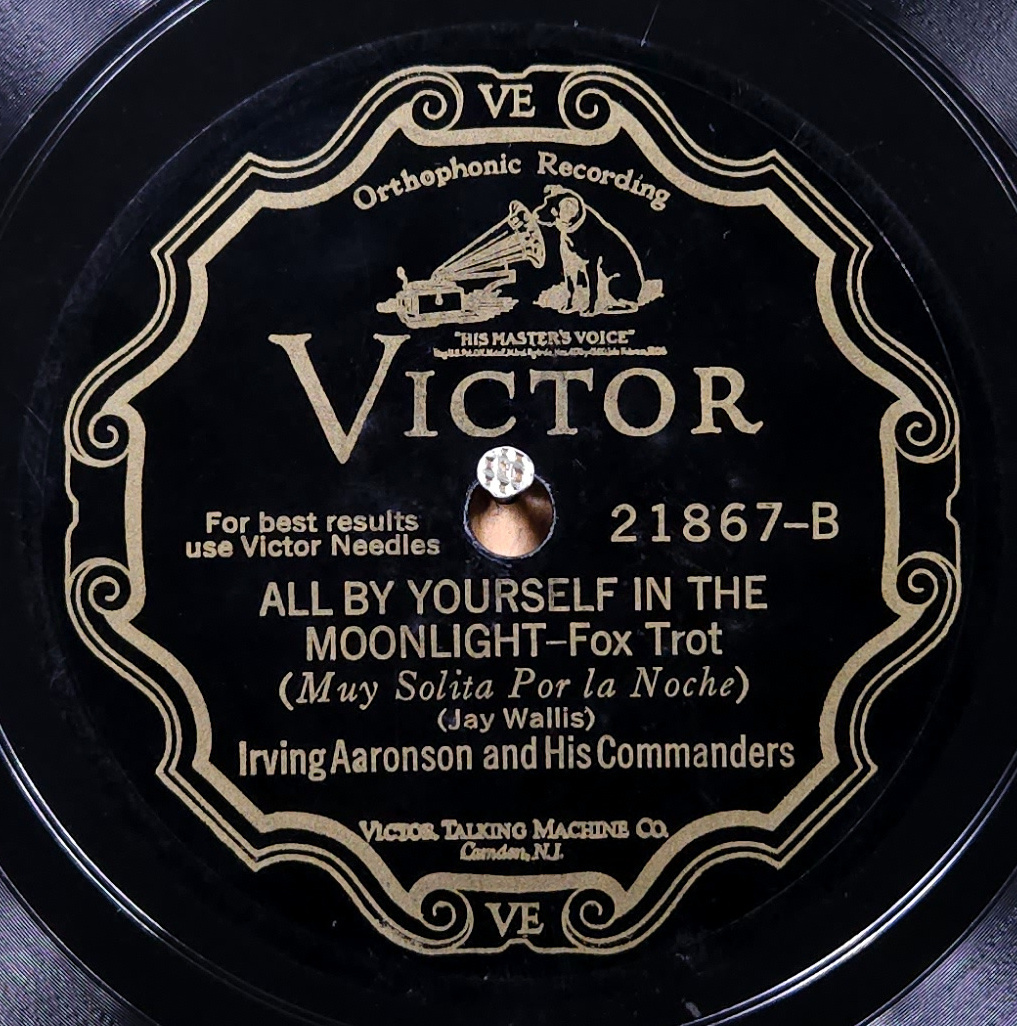 VE
Orthophonic Recording
"HIS MASTER'S VOICE"
VICTOR
For best results
use Victor Needles
21867-B
ALL BY YOURSELF IN THE
MOONLIGHT-Fox Trot
(Muy Solita Por la Noche)
(Jay Wallis)
Irving Aaronson and His Commanders
VICTOR TALKING MACHINE CO.
Camden, N.J.
VE